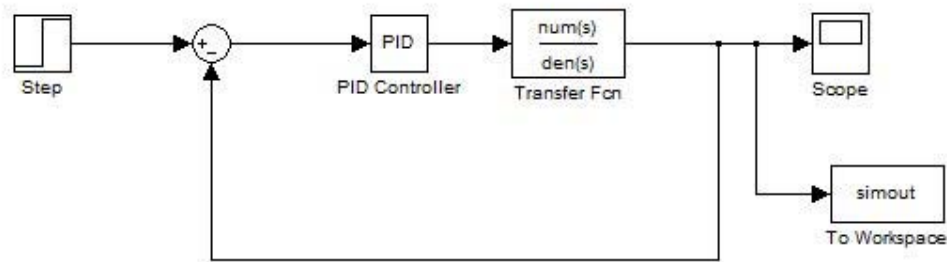 Step
+
−
PID
PID Controller
num(s)
den(s)
Transfer Fcn
Scope
simout
To Workspace